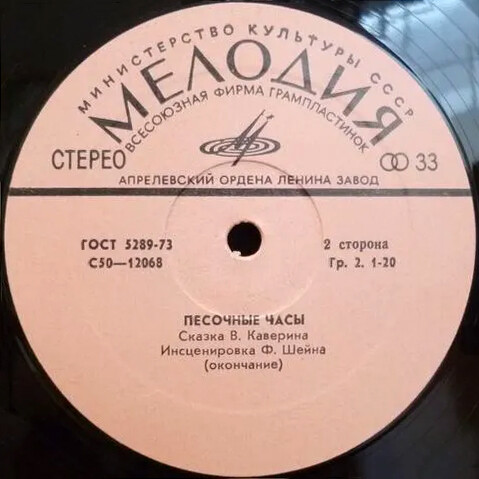 МИНИСТЕРСТВО КУЛЬТУРЫ СССР
МЕЛОДИЯ
ВСЕСОЮЗНАЯ ФИРМА ГРАМПЛАСТИНОК
СТЕРЕО
33
АПРЕЛЕВСКИЙ ОРДЕНА ЛЕНИНА ЗАВОД
ГОСТ 5289-73
2 сторона
С50—12068
Гр. 2. 1-20
ПЕСОЧНЫЕ ЧАСЫ
Сказка В. Каверина
Инсценировка Ф. Шейна
(окончание)